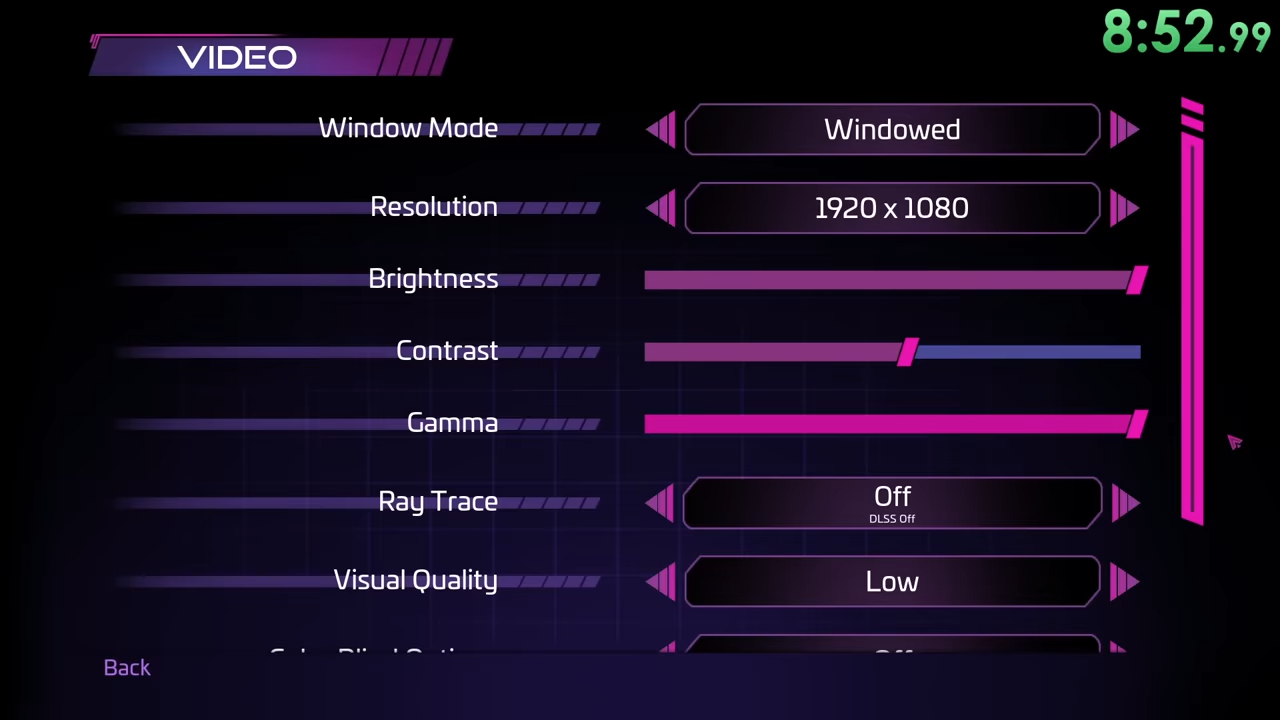 8:52.99
VIDEO
Window Mode
Windowed
Resolution
1920 x 1080
Brightness
Contrast
Gamma
Ray Trace
Off
DLSS Off
Visual Quality
Low
Back